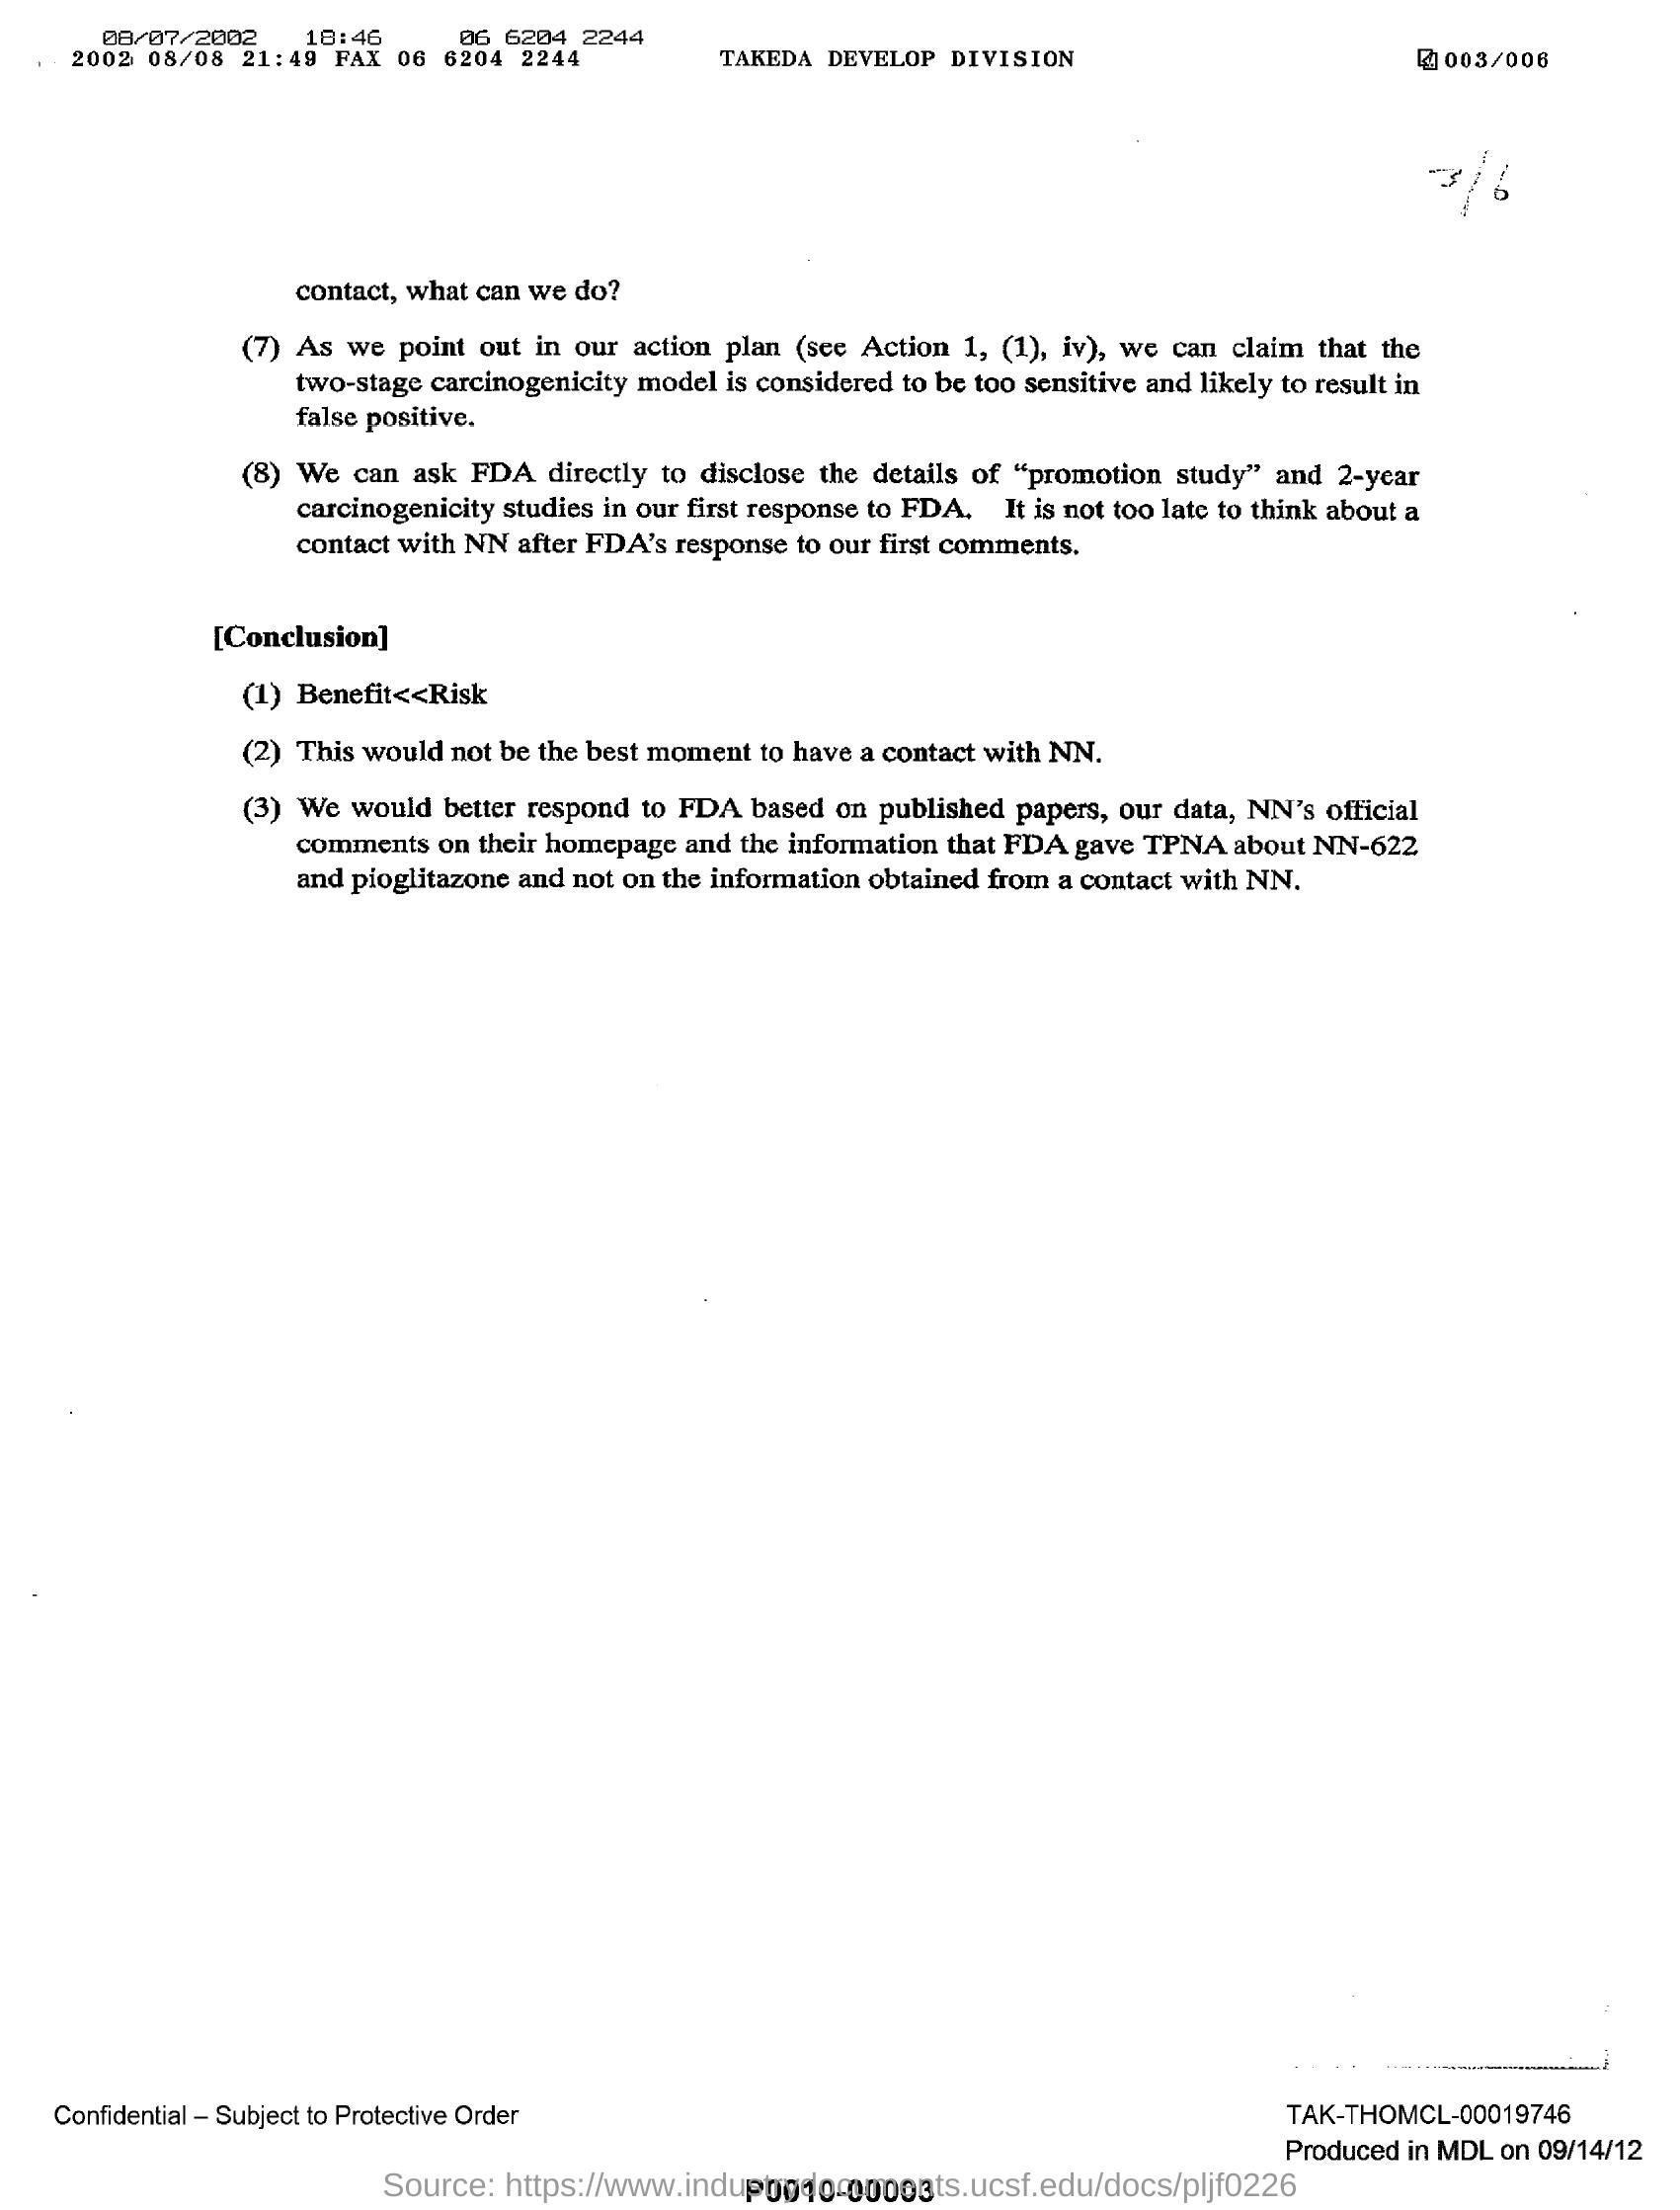 08/07/2002 18:46 06 6204 2244
2002 08/08 21:49 FAX 06 6204 2244 TAKEDA DEVELOP DIVISION 003/006
3/6
contact, what can we do?
(7) As we point out in our action plan (see Action 1, (1), iv), we can claim that the
two-stage carcinogenicity model is considered to be too sensitive and likely to result in
false positive.
(8) We can ask FDA directly to disclose the details of “promotion study” and 2-year
carcinogenicity studies in our first response to FDA. It is not too late to think about a
contact with NN after FDA’s response to our first comments.
[Conclusion]
(1) Benefit<<Risk
(2) This would not be the best moment to have a contact with NN.
(3) We would better respond to FDA based on published papers, our data, NN’s official
comments on their homepage and the information that FDA gave TPNA about NN-622
and pioglitazone and not on the information obtained from a contact with NN.
Confidential – Subject to Protective Order
TAK-THOMCL-00019746
Produced in MDL on 09/14/12
Source: https://www.industrydocuments.ucsf.edu/docs/pljf0226
P0010-00003